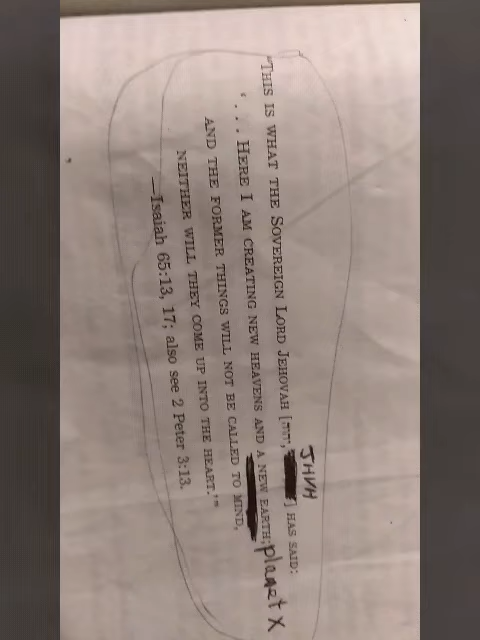 "THIS IS WHAT THE SOVEREIGN LORD JEHOVAH [יהוה, JHVH] HAS SAID:
' . . . HERE I AM CREATING NEW HEAVENS AND A NEW EARTH; planet X
AND THE FORMER THINGS WILL NOT BE CALLED TO MIND,
NEITHER WILL THEY COME UP INTO THE HEART.'"
—Isaiah 65:13, 17; also see 2 Peter 3:13.